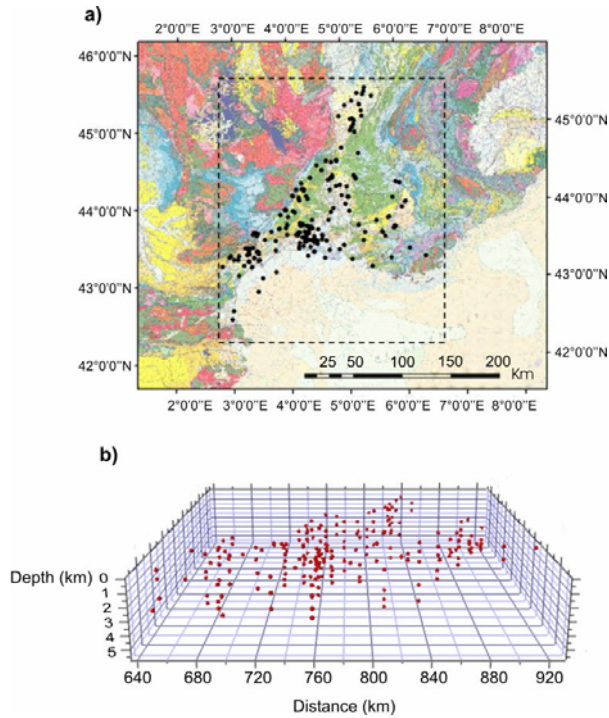 a)
2°0'0"E 3°0'0"E 4°0'0"E 5°0'0"E 6°0'0"E 7°0'0"E 8°0'0"E
46°0'0"N
45°0'0"N 45°0'0"N
44°0'0"N 44°0'0"N
43°0'0"N 43°0'0"N
42°0'0"N 42°0'0"N
25 50 100 150 200
Km
2°0'0"E 3°0'0"E 4°0'0"E 5°0'0"E 6°0'0"E 7°0'0"E 8°0'0"E
b)
Depth (km) 0
1
2
3
4
5
640 680 720 760 800 840 880 920
Distance (km)